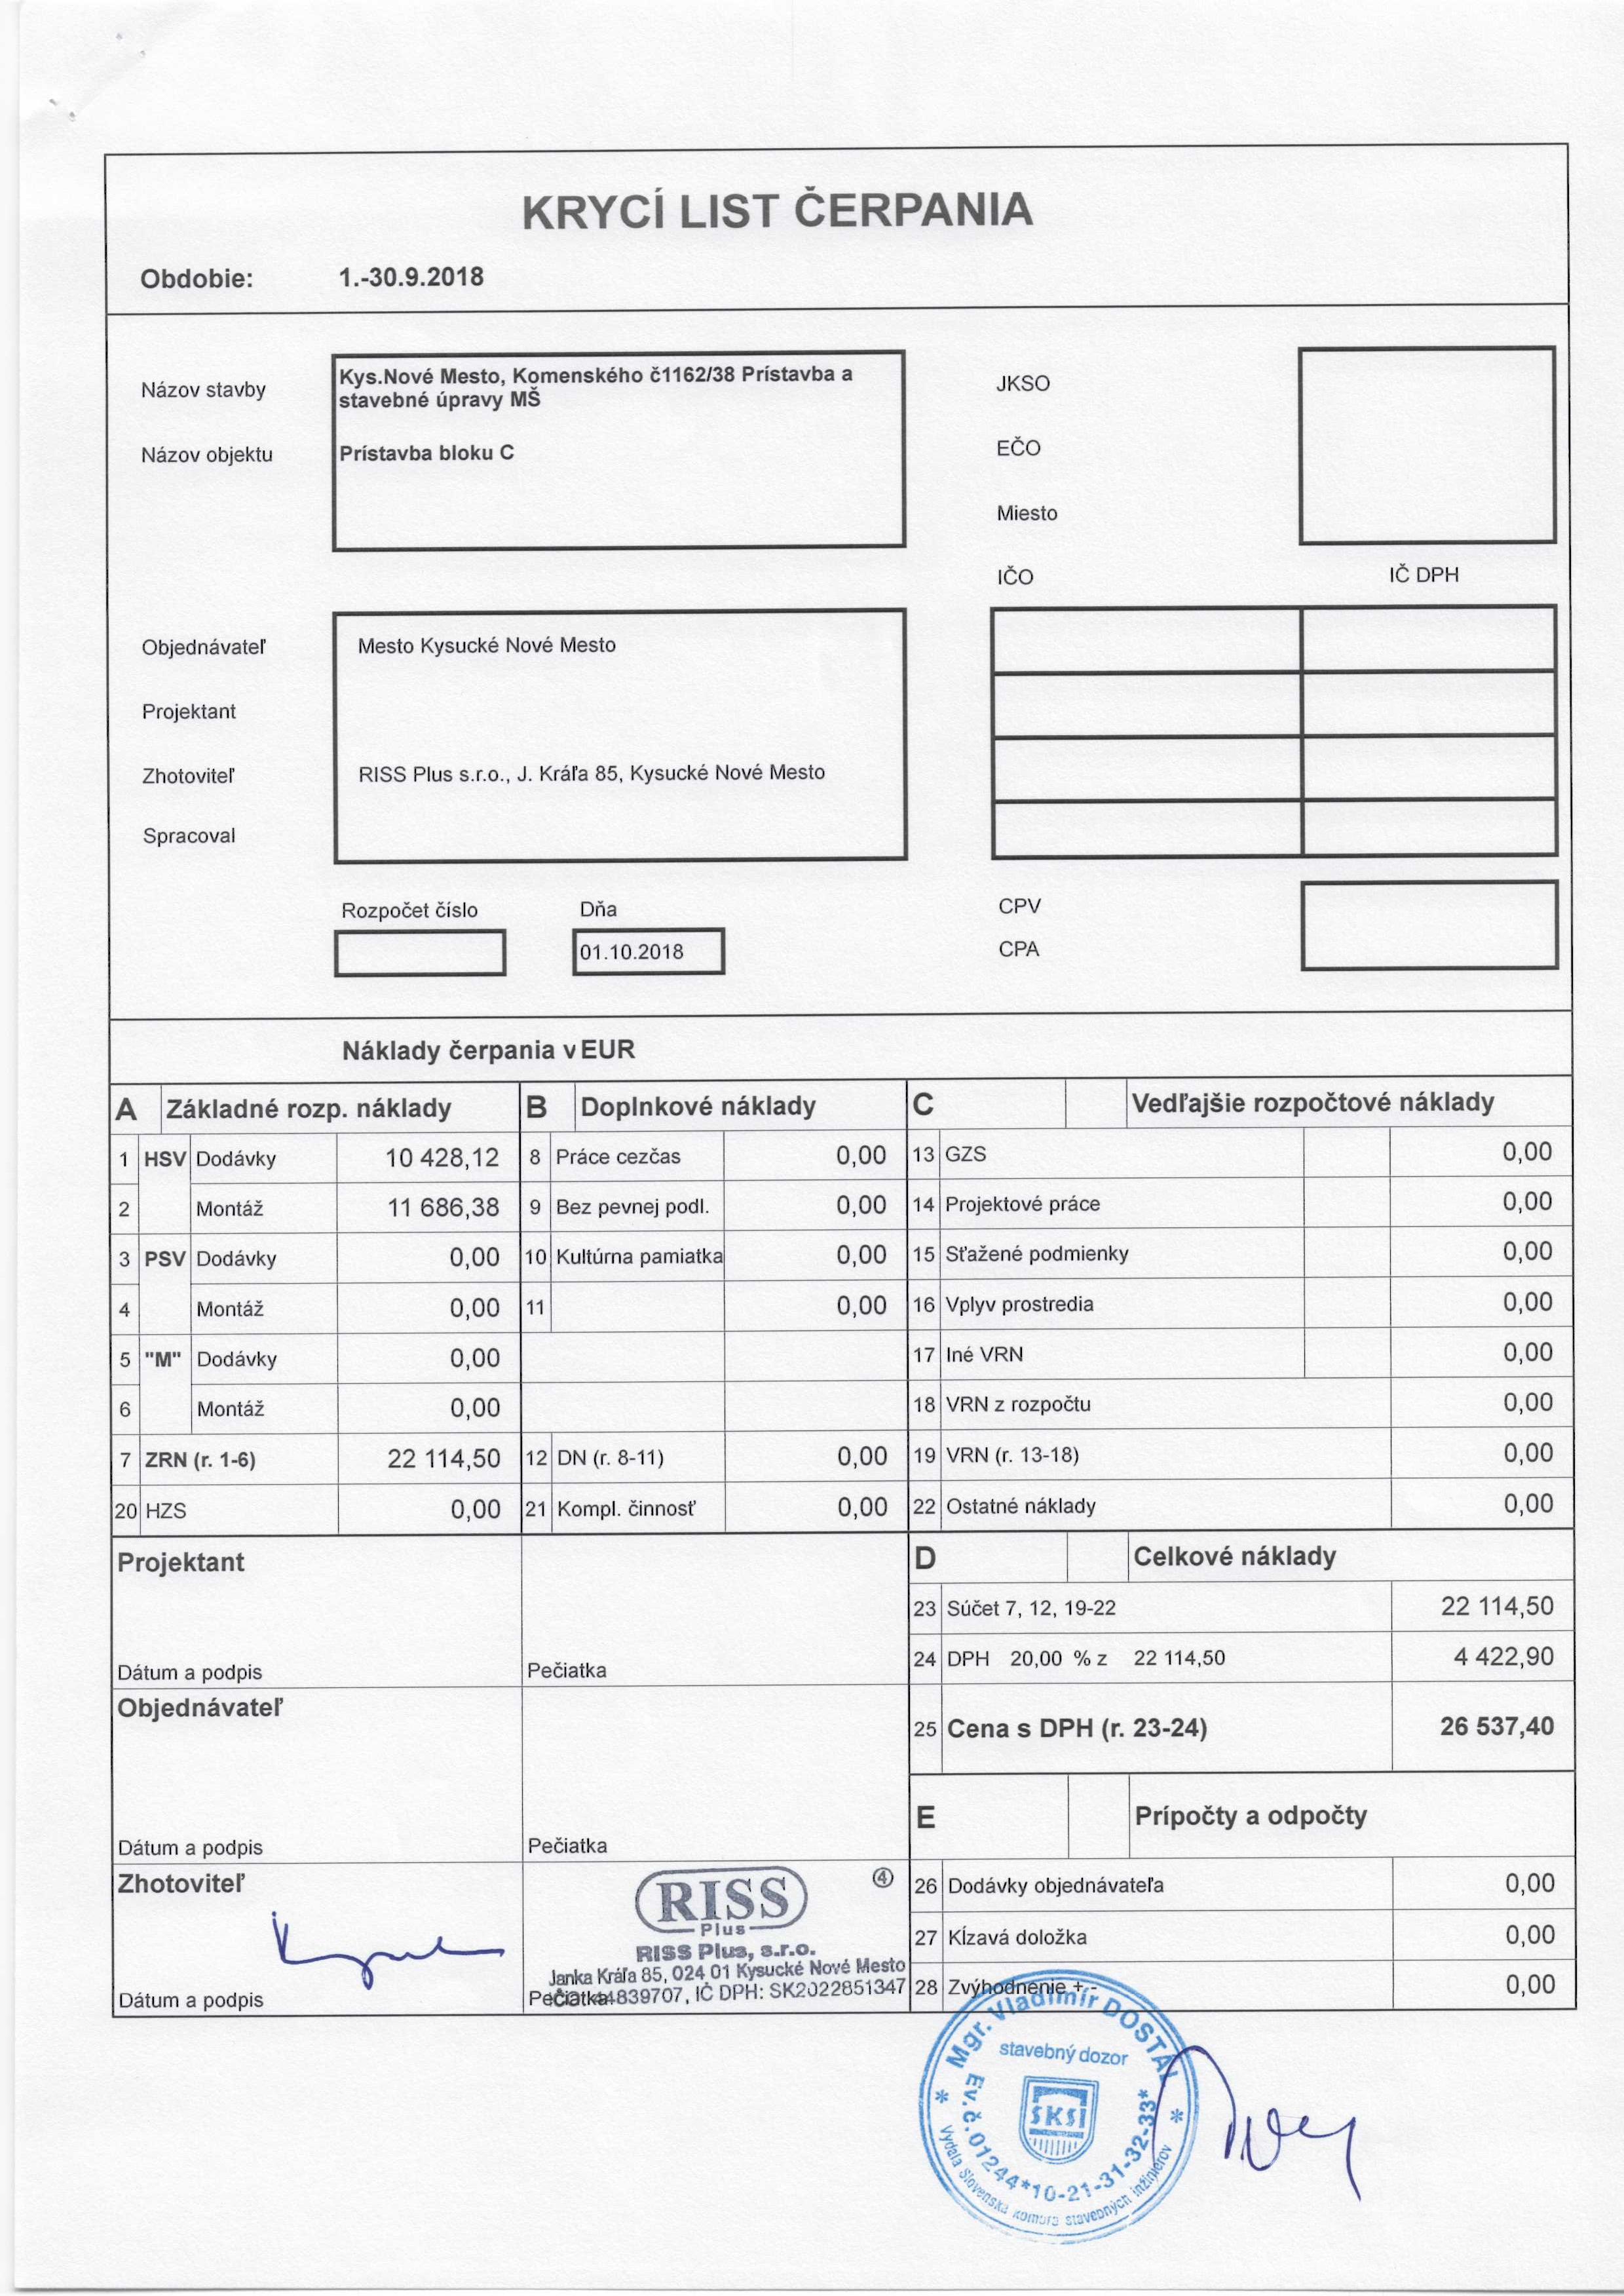 KRYCÍ LIST ČERPANIA
Obdobie: 1.-30.9.2018
Názov stavby Kys.Nové Mesto, Komenského č1162/38 Prístavba a
stavebné úpravy MŠ
JKSO
Názov objektu Prístavba bloku C
EČO
Miesto
IČO IČ DPH
Objednávateľ Mesto Kysucké Nové Mesto
Projektant
Zhotoviteľ RISS Plus s.r.o., J. Kráľa 85, Kysucké Nové Mesto
Spracoval
Rozpočet číslo Dňa CPV
01.10.2018 CPA
Náklady čerpania v EUR
A Základné rozp. náklady B Doplnkové náklady C Vedľajšie rozpočtové náklady
1 HSV Dodávky 10 428,12 8 Práce cezčas 0,00 13 GZS 0,00
2 Montáž 11 686,38 9 Bez pevnej podl. 0,00 14 Projektové práce 0,00
3 PSV Dodávky 0,00 10 Kultúrna pamiatka 0,00 15 Sťažené podmienky 0,00
4 Montáž 0,00 11 0,00 16 Vplyv prostredia 0,00
5 "M" Dodávky 0,00 17 Iné VRN 0,00
6 Montáž 0,00 18 VRN z rozpočtu 0,00
7 ZRN (r. 1-6) 22 114,50 12 DN (r. 8-11) 0,00 19 VRN (r. 13-18) 0,00
20 HZS 0,00 21 Kompl. činnosť 0,00 22 Ostatné náklady 0,00
Projektant D Celkové náklady
23 Súčet 7, 12, 19-22 22 114,50
24 DPH 20,00 % z 22 114,50 4 422,90
Dátum a podpis Pečiatka
Objednávateľ
25 Cena s DPH (r. 23-24) 26 537,40
E Prípočty a odpočty
Dátum a podpis Pečiatka
Zhotoviteľ
26 Dodávky objednávateľa 0,00
27 Kĺzavá doložka 0,00
28 Zvýhodnenie + - 0,00
Dátum a podpis Pečiatka
RISS
Plus
4
RISS Plus, s.r.o.
Janka Kráľa 85, 024 01 Kysucké Nové Mesto
44839707, IČ DPH: SK2022851347
* Mgr. Vladimír DOSTÁL *
stavebný dozor
SKSI
Ev.č.01244*10-21-31-32-33*
Vydala Slovenská komora stavebných inžinierov